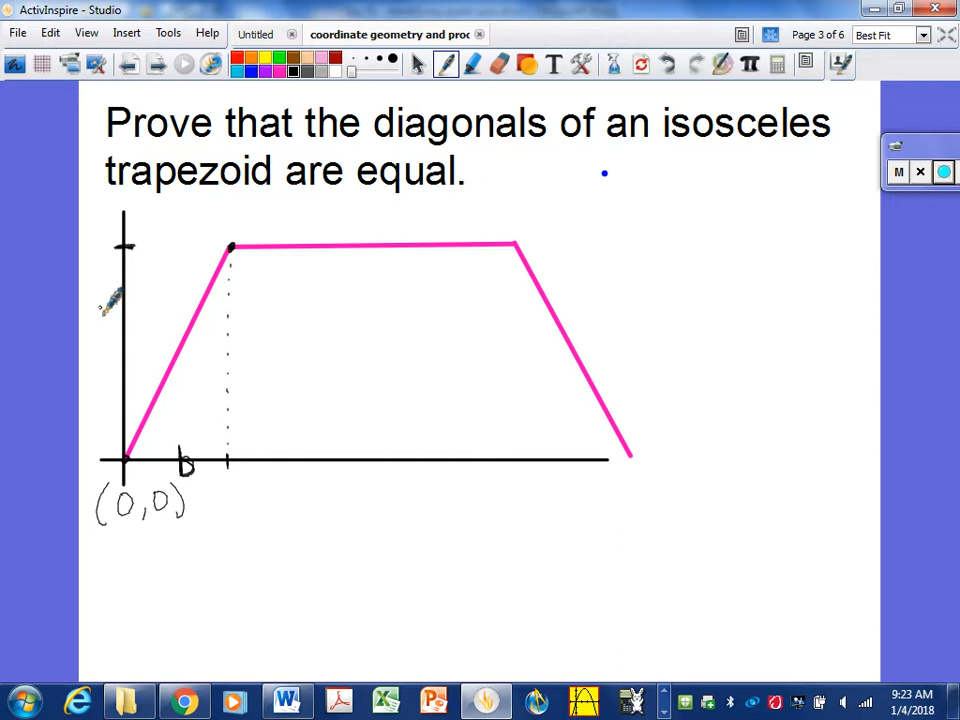 ActivInspire - Studio
File Edit View Insert Tools Help Untitled coordinate geometry and proc Page 3 of 6 Best Fit
Prove that the diagonals of an isosceles
trapezoid are equal.
M
b
(0,0)
9:23 AM
1/4/2018